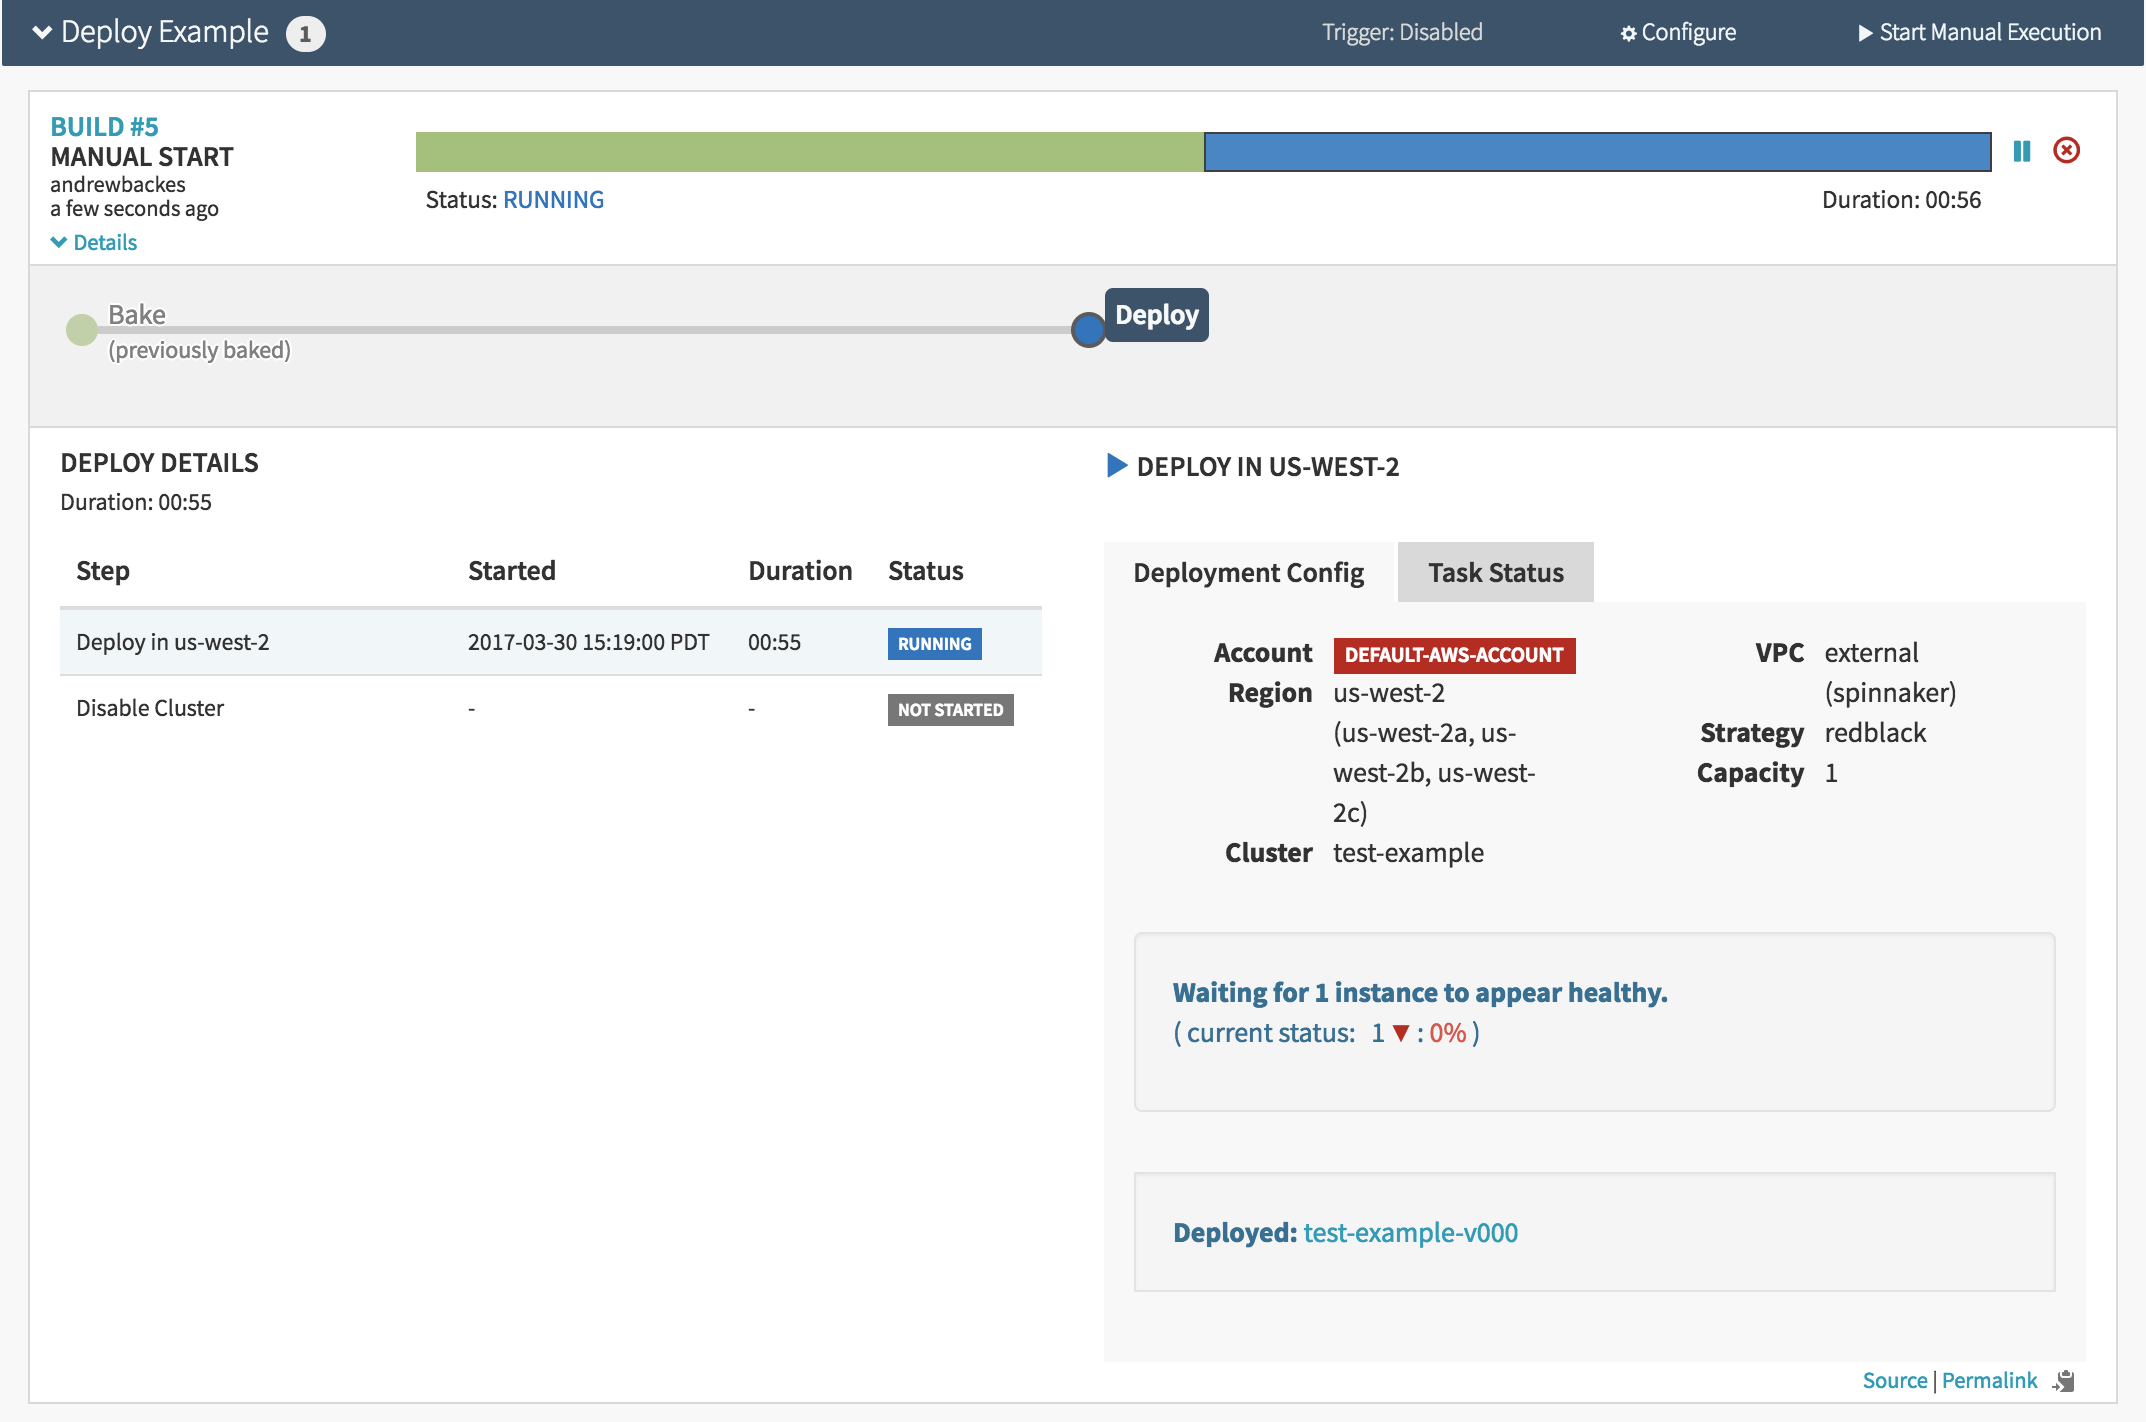 Deploy Example 1
Trigger: Disabled
Configure
Start Manual Execution
BUILD #5
MANUAL START
andrewbackes
a few seconds ago
Details
Status: RUNNING
Duration: 00:56
Bake
(previously baked)
Deploy
DEPLOY DETAILS
Duration: 00:55
Step Started Duration Status
Deploy in us-west-2 2017-03-30 15:19:00 PDT 00:55 RUNNING
Disable Cluster - - NOT STARTED
DEPLOY IN US-WEST-2
Deployment Config
Task Status
Account DEFAULT-AWS-ACCOUNT
Region us-west-2
(us-west-2a, us-
west-2b, us-west-
2c)
Cluster test-example
VPC external
(spinnaker)
Strategy redblack
Capacity 1
Waiting for 1 instance to appear healthy.
( current status: 1 ▼ : 0% )
Deployed: test-example-v000
Source | Permalink